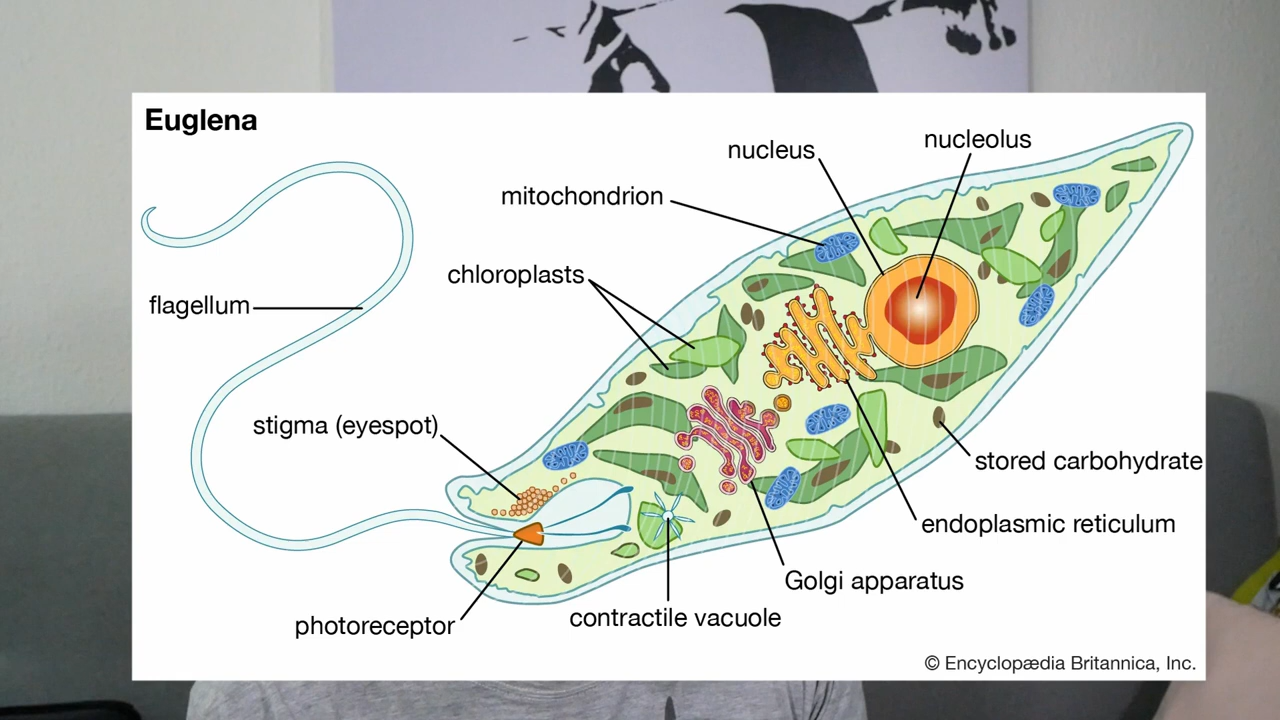 Euglena
nucleus
nucleolus
mitochondrion
chloroplasts
flagellum
stigma (eyespot)
stored carbohydrate
endoplasmic reticulum
Golgi apparatus
contractile vacuole
photoreceptor
© Encyclopædia Britannica, Inc.